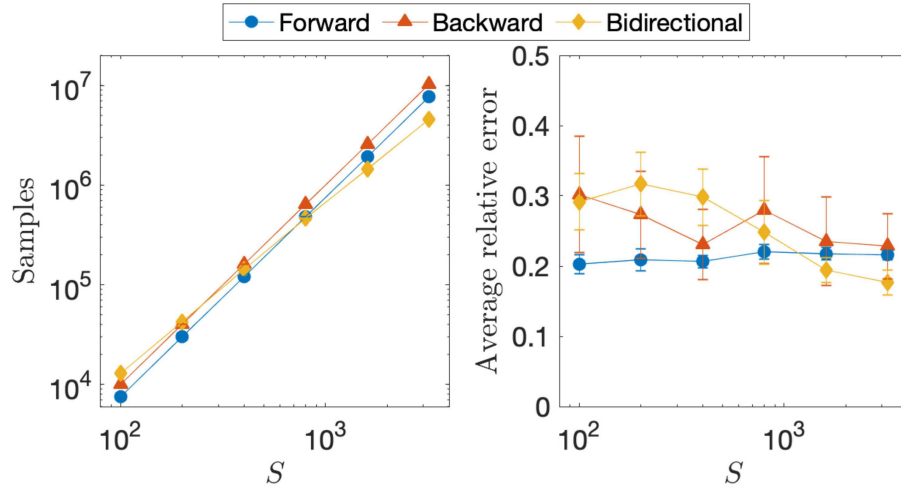 Forward Backward Bidirectional
Samples
10^7
10^6
10^5
10^4
10^2 10^3
S
Average relative error
0.5
0.4
0.3
0.2
0.1
0
10^2 10^3
S